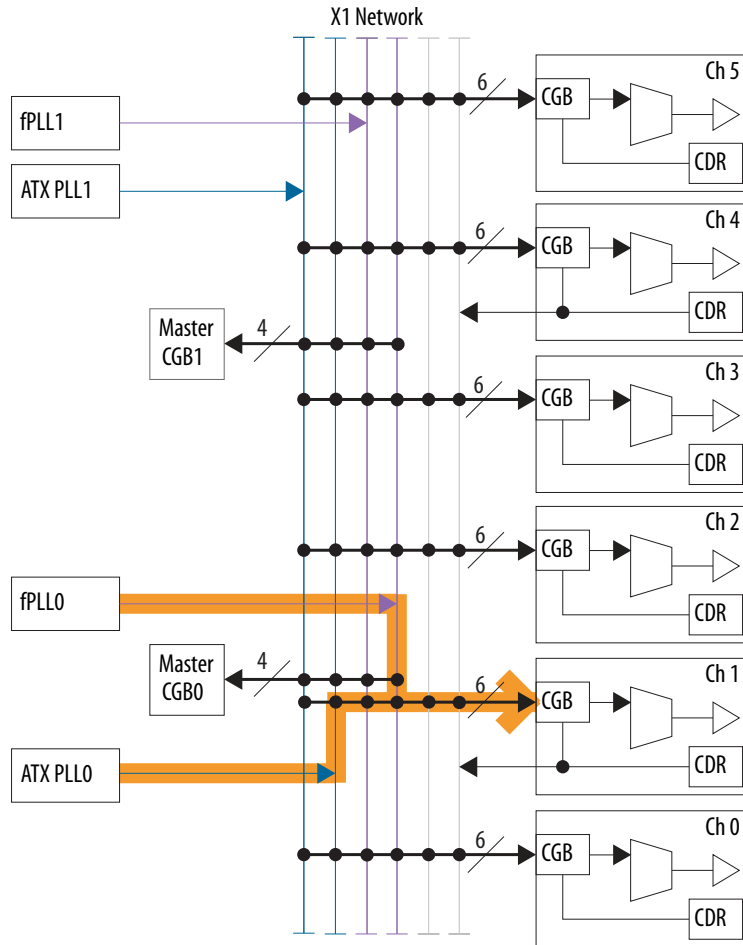 X1 Network
Ch 5
6
CGB
fPLL1
CDR
ATX PLL1
Ch 4
6
CGB
CDR
Master
CGB1
4
Ch 3
6
CGB
CDR
Ch 2
6
CGB
fPLL0
CDR
Master
CGB0
4
Ch 1
6
CGB
ATX PLL0
CDR
Ch 0
6
CGB
CDR